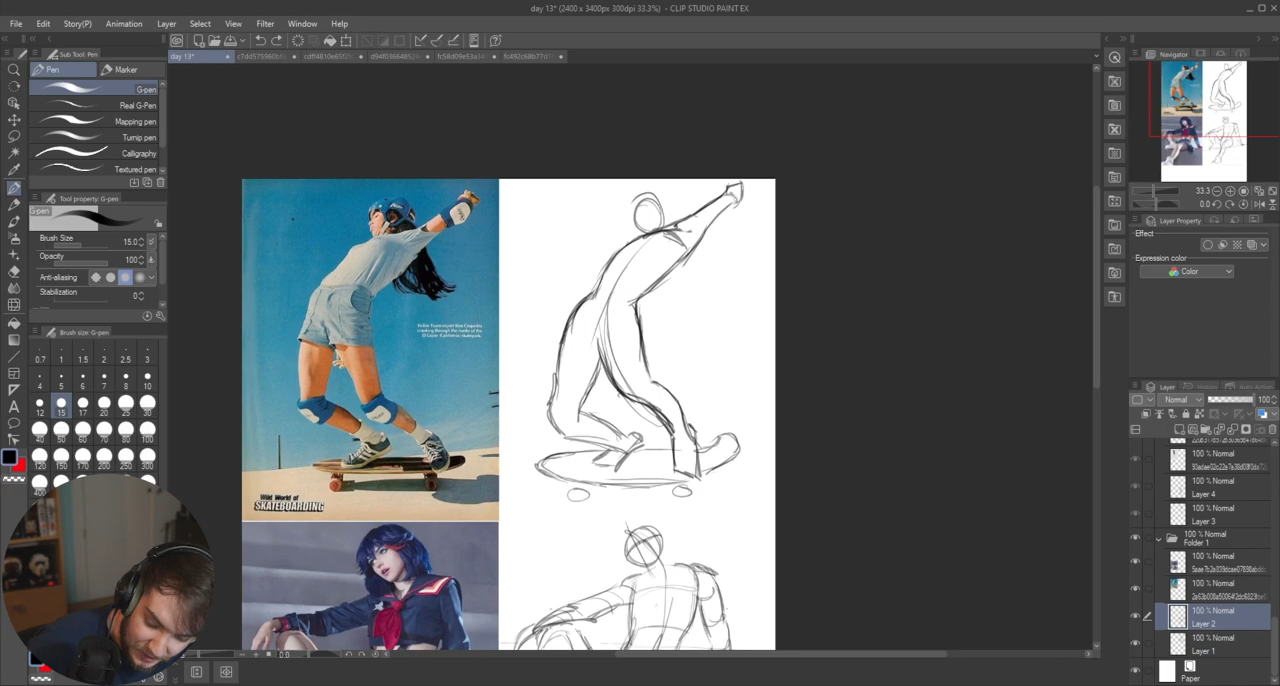 day 13* (2400 x 3400px 300dpi 33.3%) - CLIP STUDIO PAINT EX
File Edit Story(P) Animation Layer Select View Filter Window Help
Sub Tool: Pen
Pen Marker
G-pen
Real G-Pen
Mapping pen
Turnip pen
Calligraphy
Textured pen
Tool property: G-pen
G-pen
Brush Size 15.0
Opacity 100
Anti-aliasing
Stabilization 0
Brush size: G-pen
0.7 1 1.5 2 2.5 3
4 5 6 7 8 10
12 15 17 20 25 30
40 50 60 70 80 100
120 150 170 200 250 300
400
day 13*
Wild World of
SKATEBOARDING
0.0
Navigator
33.3
0.0
Layer Property
Effect
Expression color
Color
Layer
Normal 100
100 % Normal
100 % Normal
Layer 4
100 % Normal
Layer 3
100 % Normal
Folder 1
100 % Normal
100 % Normal
100 % Normal
Layer 2
100 % Normal
Layer 1
Paper